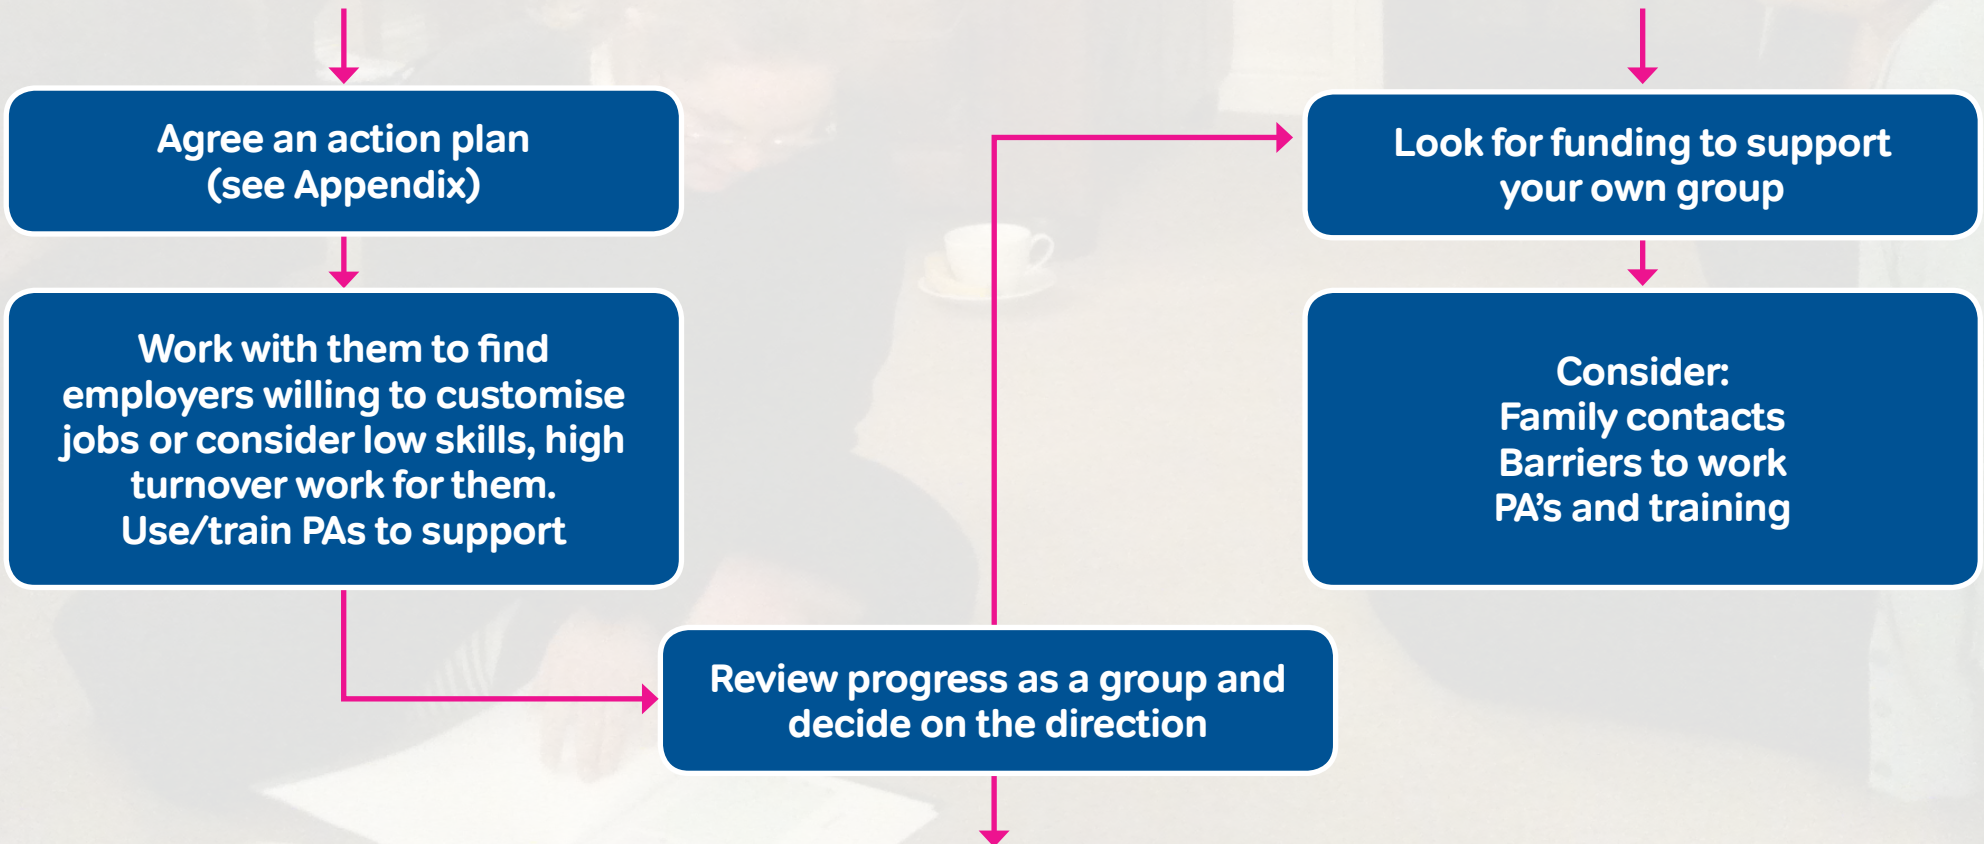 Agree an action plan
(see Appendix)
Work with them to find
employers willing to customise
jobs or consider low skills, high
turnover work for them.
Use/train PAs to support
Review progress as a group and
decide on the direction
Look for funding to support
your own group
Consider:
Family contacts
Barriers to work
PA’s and training